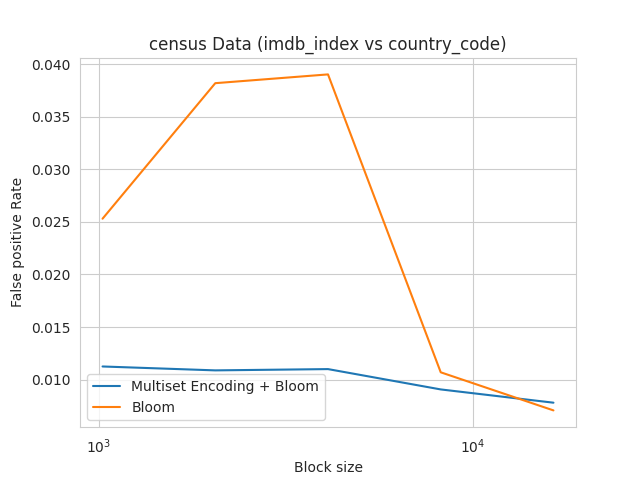 census Data (imdb_index vs country_code)
0.040
0.035
0.030
0.025
0.020
0.015
0.010
False positive Rate
Multiset Encoding + Bloom
Bloom
10³
10⁴
Block size